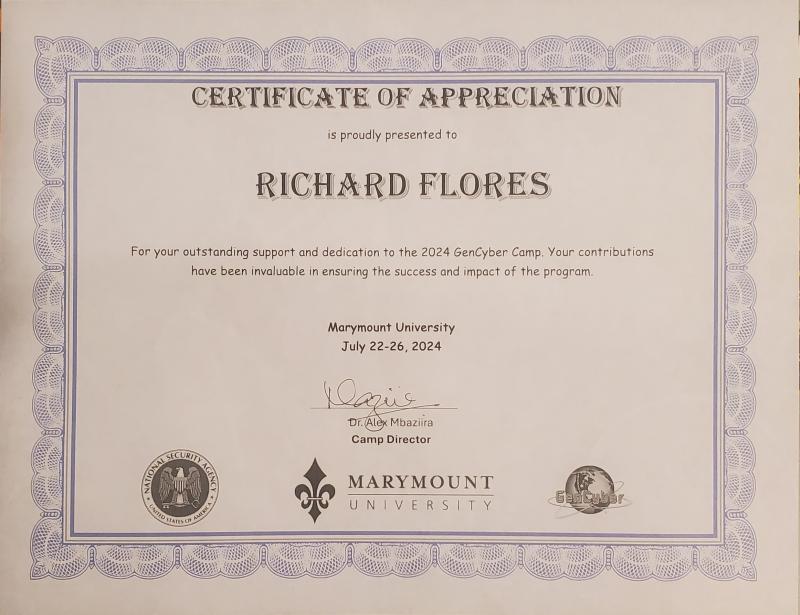 CERTIFICATE OF APPRECIATION
is proudly presented to
RICHARD FLORES
For your outstanding support and dedication to the 2024 GenCyber Camp. Your contributions
have been invaluable in ensuring the success and impact of the program.
Marymount University
July 22-26, 2024
Dr. Alex Mbaziira
Camp Director
NATIONAL SECURITY AGENCY
UNITED STATES OF AMERICA
MARYMOUNT
UNIVERSITY
GenCyber